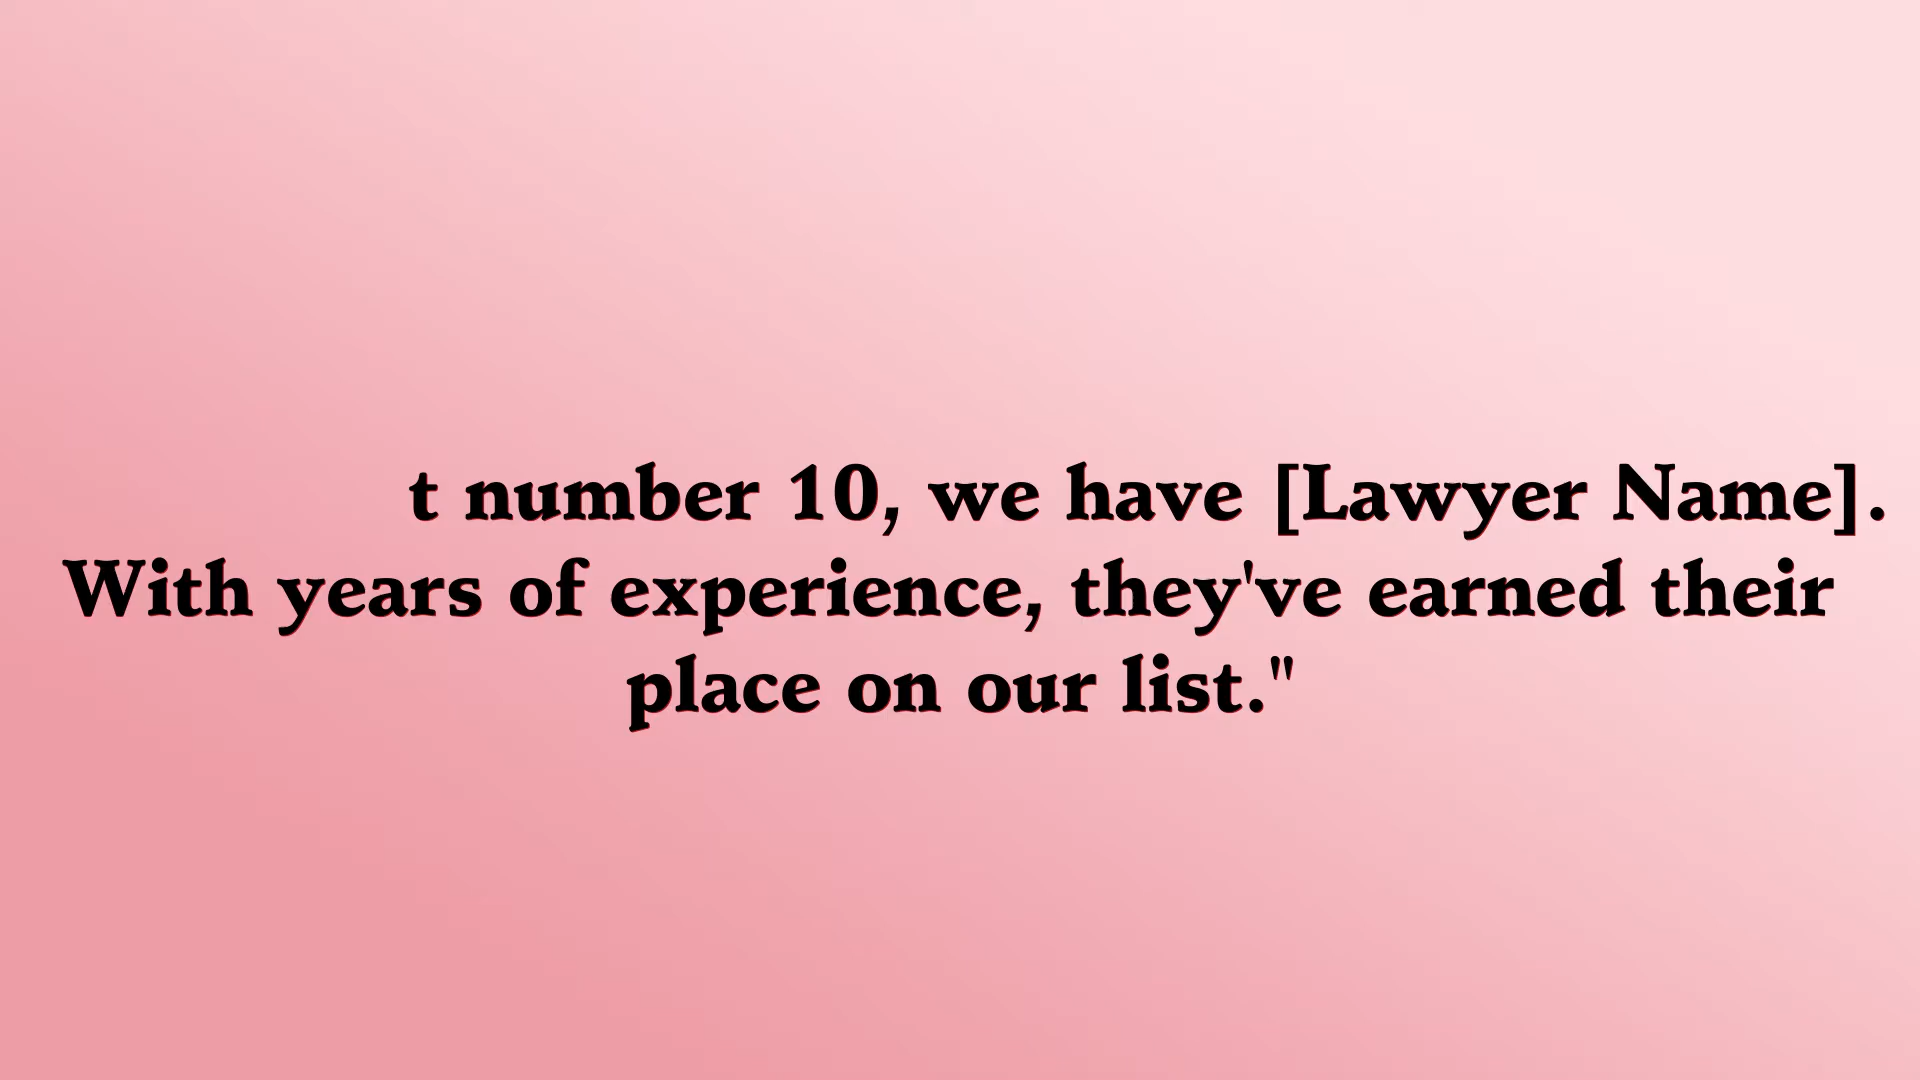 t number 10, we have [Lawyer Name].
With years of experience, they've earned their
place on our list."